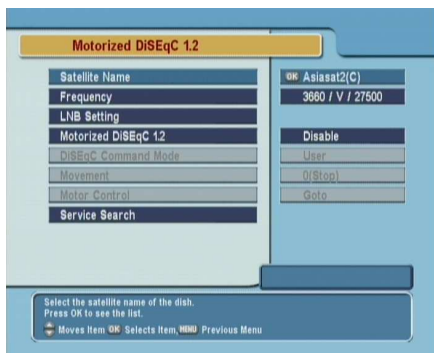 Motorized DiSEqC 1.2
Satellite Name OK Asiasat2(C)
Frequency 3660 / V / 27500
LNB Setting
Motorized DiSEqC 1.2 Disable
DiSEqC Command Mode User
Movement 0(Stop)
Motor Control Goto
Service Search
Select the satellite name of the dish.
Press OK to see the list.
Moves Item OK Selects Item, MENU Previous Menu